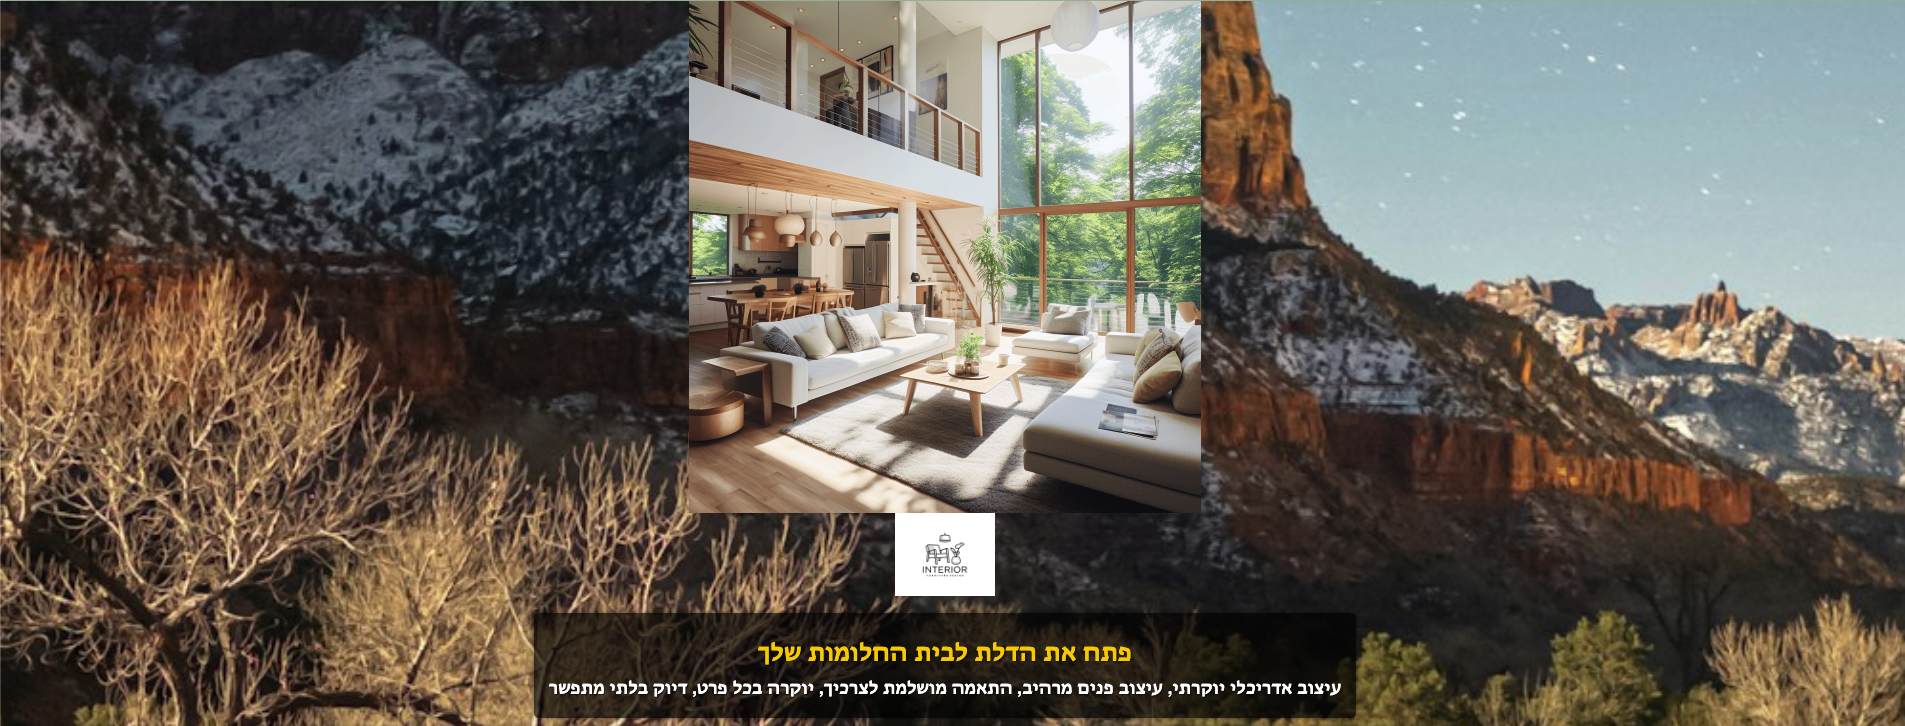 INTERIOR
פתח את הדלת לבית החלומות שלך
עיצוב אדריכלי יוקרתי, עיצוב פנים מרהיב, התאמה מושלמת לצרכיך, יוקרה בכל פרט, דיוק בלתי מתפשר